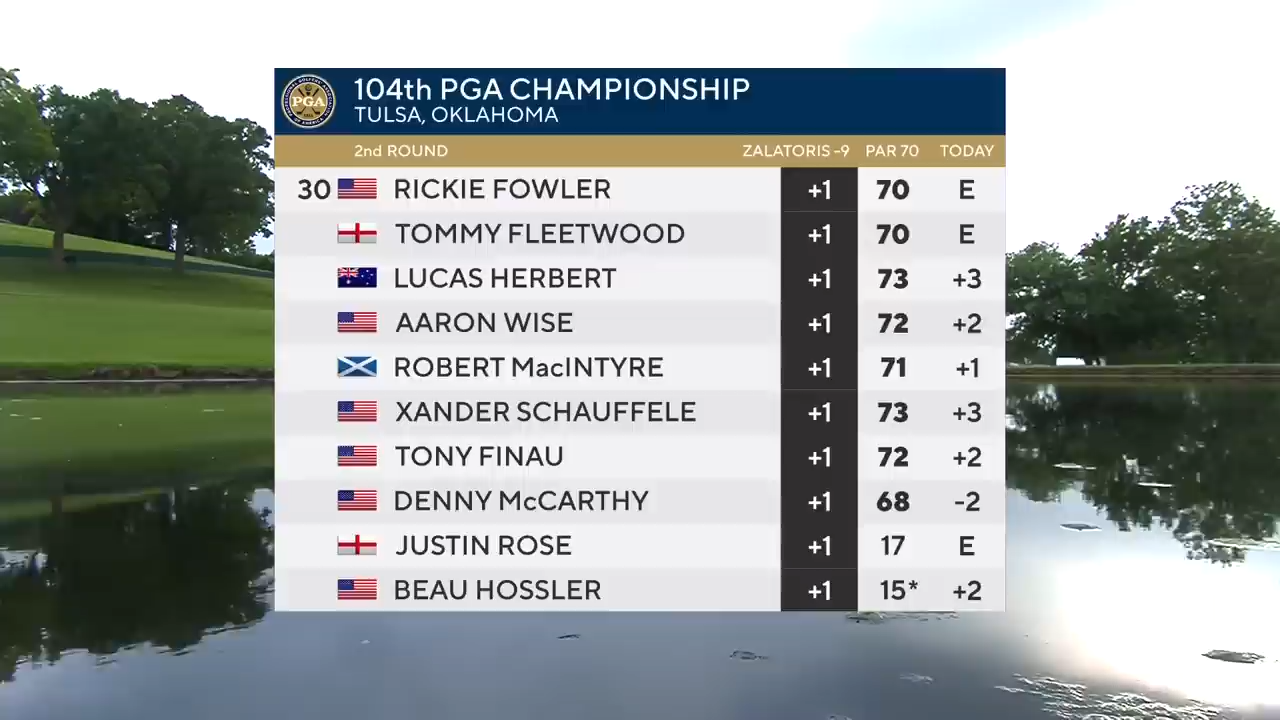 PGA
104th PGA CHAMPIONSHIP
TULSA, OKLAHOMA
2nd ROUND ZALATORIS -9 PAR 70 TODAY
30 RICKIE FOWLER +1 70 E
TOMMY FLEETWOOD +1 70 E
LUCAS HERBERT +1 73 +3
AARON WISE +1 72 +2
ROBERT MacINTYRE +1 71 +1
XANDER SCHAUFFELE +1 73 +3
TONY FINAU +1 72 +2
DENNY McCARTHY +1 68 -2
JUSTIN ROSE +1 17 E
BEAU HOSSLER +1 15* +2